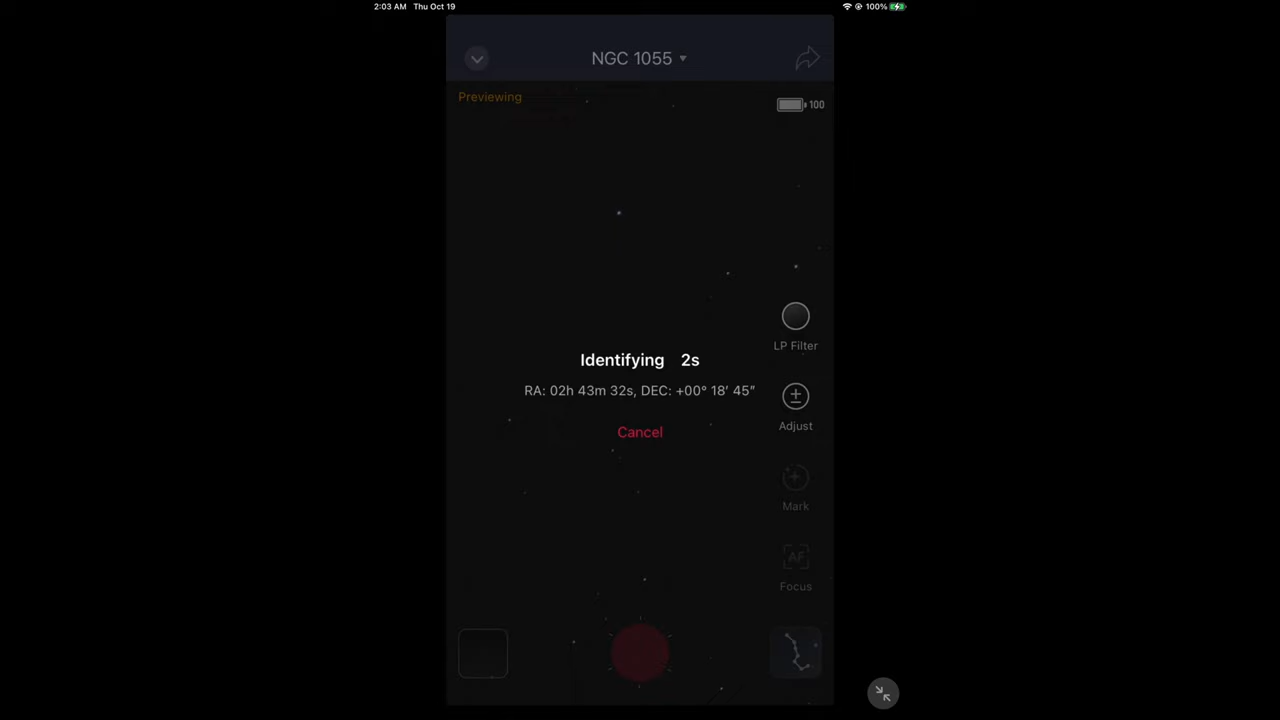 2:03 AM Thu Oct 19
100%
NGC 1055
Previewing
100
LP Filter
Identifying 2s
RA: 02h 43m 32s, DEC: +00° 18′ 45″
Adjust
Cancel
Mark
AF
Focus